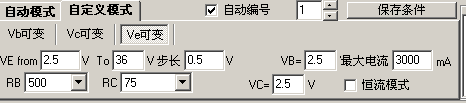 自动模式 自定义模式 自动编号 1 保存条件
Vb可变 Vc可变 Ve可变
VE from 2.5 V To 36 V 步长 0.5 V VB= 2.5 最大电流 3000 mA
RB 500 RC 75 VC= 2.5 V 恒流模式